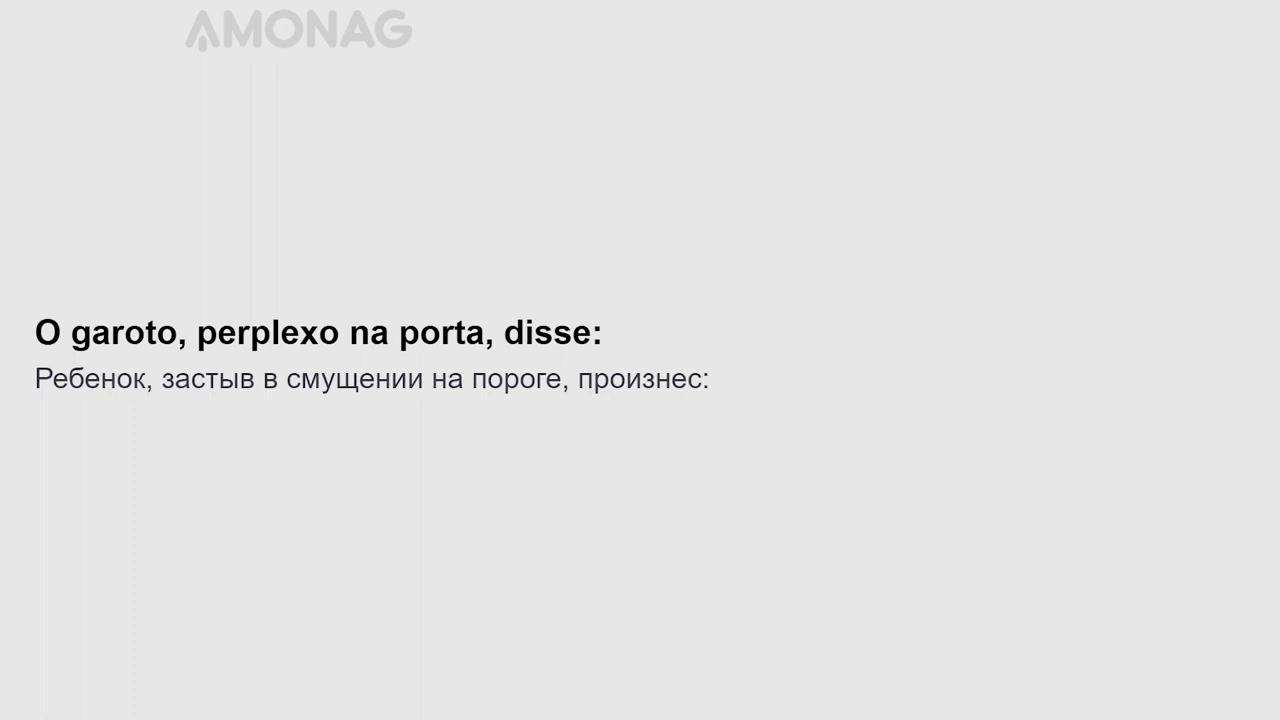 AMONAG
O garoto, perplexo na porta, disse:
Ребенок, застыв в смущении на пороге, произнес: